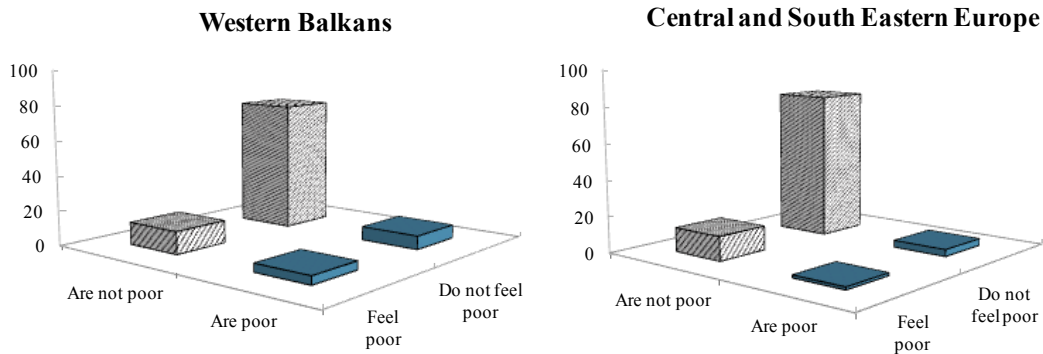 Western Balkans
100
80
60
40
20
0
Are not poor
Are poor
Feel
poor
Do not feel
poor
Central and South Eastern Europe
100
80
60
40
20
0
Are not poor
Are poor
Feel
poor
Do not
feel poor